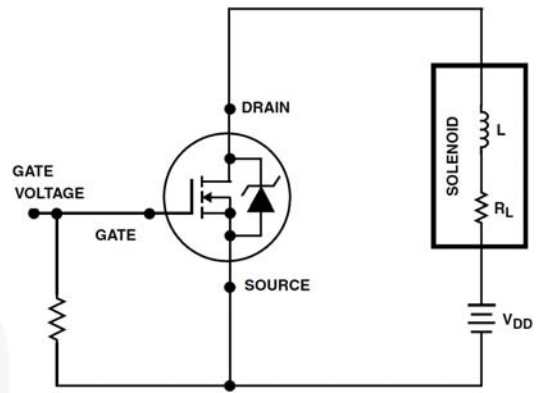 DRAIN
GATE
VOLTAGE
GATE
SOURCE
SOLENOID
L
RL
VDD